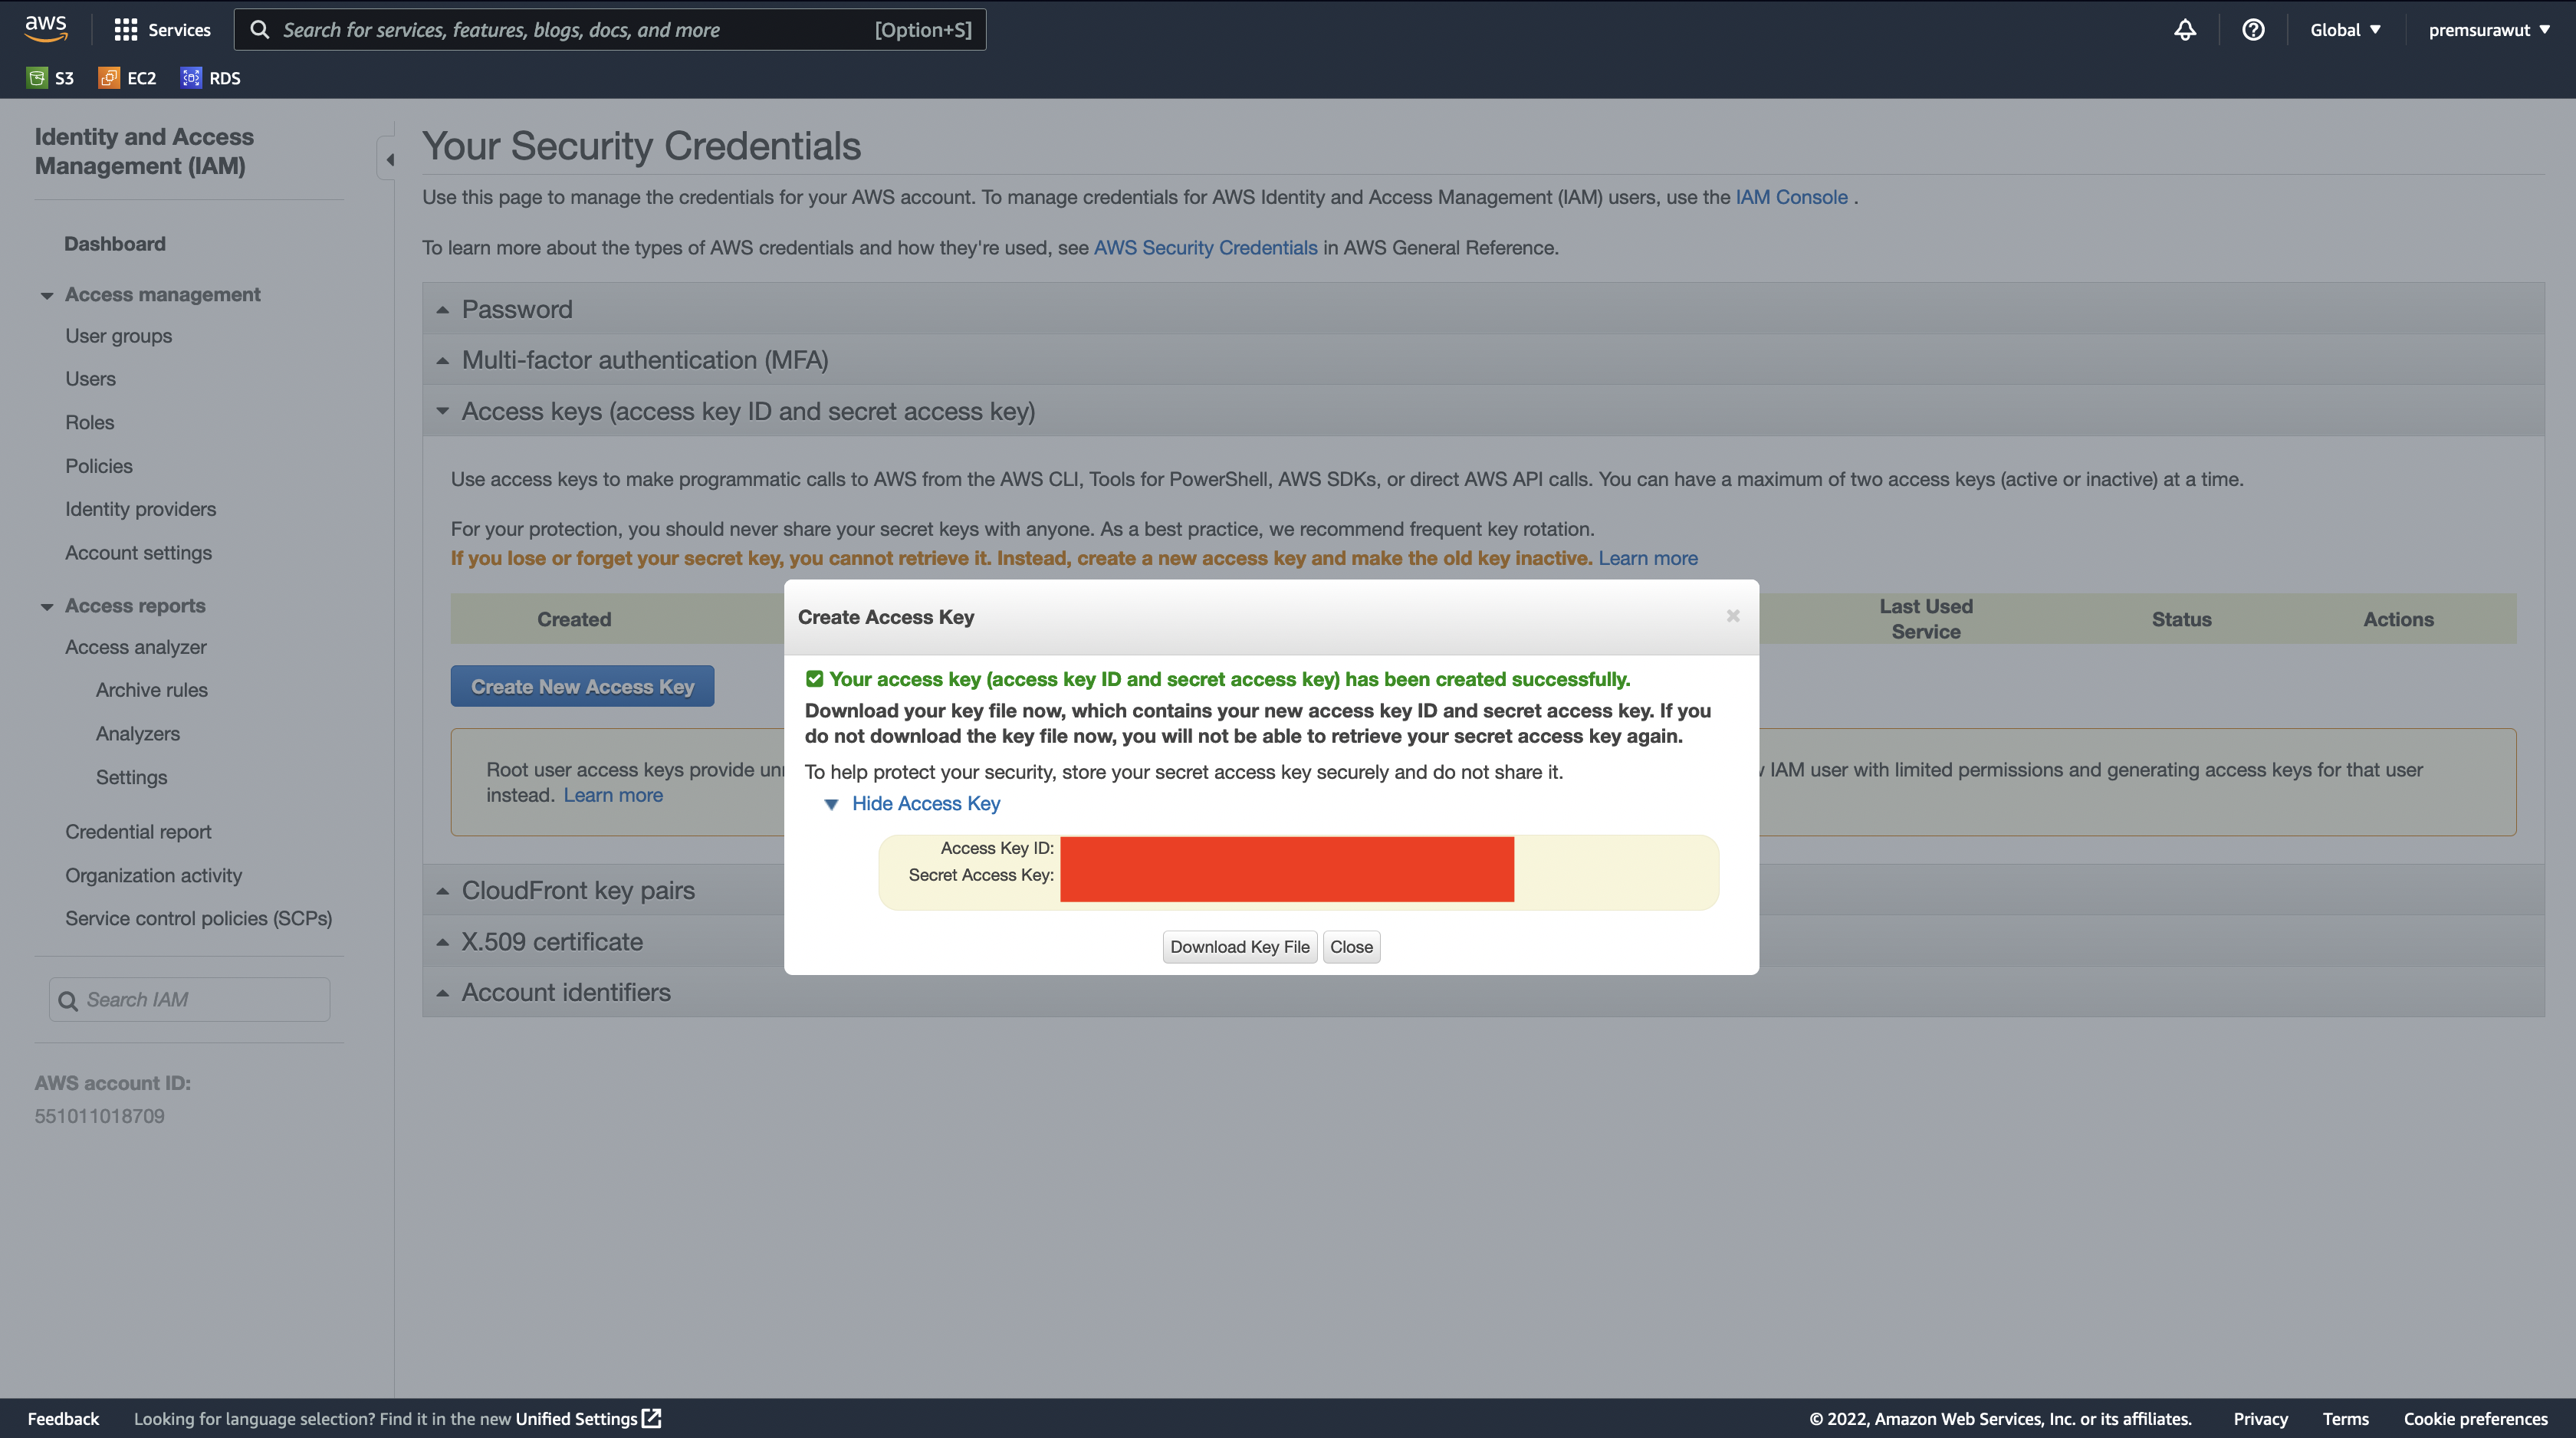 aws
Services
Search for services, features, blogs, docs, and more
[Option+S]
Global
premsurawut
S3
EC2
RDS
Identity and Access
Management (IAM)
Dashboard
Access management
User groups
Users
Roles
Policies
Identity providers
Account settings
Access reports
Access analyzer
Archive rules
Analyzers
Settings
Credential report
Organization activity
Service control policies (SCPs)
Search IAM
AWS account ID:
551011018709
Your Security Credentials
Use this page to manage the credentials for your AWS account. To manage credentials for AWS Identity and Access Management (IAM) users, use the IAM Console .
To learn more about the types of AWS credentials and how they're used, see AWS Security Credentials in AWS General Reference.
Password
Multi-factor authentication (MFA)
Access keys (access key ID and secret access key)
Use access keys to make programmatic calls to AWS from the AWS CLI, Tools for PowerShell, AWS SDKs, or direct AWS API calls. You can have a maximum of two access keys (active or inactive) at a time.
For your protection, you should never share your secret keys with anyone. As a best practice, we recommend frequent key rotation.
If you lose or forget your secret key, you cannot retrieve it. Instead, create a new access key and make the old key inactive. Learn more
Created
Last Used
Service
Status
Actions
Create New Access Key
Root user access keys provide
IAM user with limited permissions and generating access keys for that user
instead. Learn more
CloudFront key pairs
X.509 certificate
Account identifiers
Create Access Key
Your access key (access key ID and secret access key) has been created successfully.
Download your key file now, which contains your new access key ID and secret access key. If you
do not download the key file now, you will not be able to retrieve your secret access key again.
To help protect your security, store your secret access key securely and do not share it.
Hide Access Key
Access Key ID:
Secret Access Key:
Download Key File
Close
Feedback
Looking for language selection? Find it in the new Unified Settings
© 2022, Amazon Web Services, Inc. or its affiliates.
Privacy
Terms
Cookie preferences